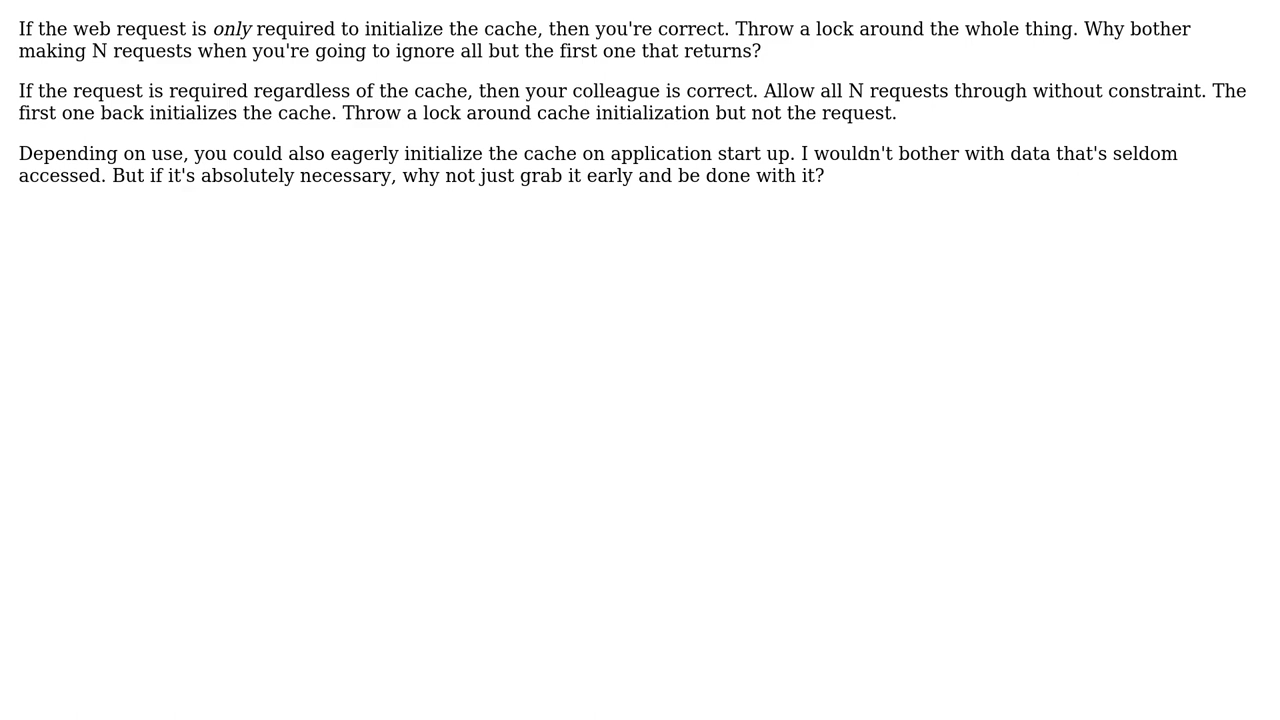 If the web request is only required to initialize the cache, then you're correct. Throw a lock around the whole thing. Why bother
making N requests when you're going to ignore all but the first one that returns?
If the request is required regardless of the cache, then your colleague is correct. Allow all N requests through without constraint. The
first one back initializes the cache. Throw a lock around cache initialization but not the request.
Depending on use, you could also eagerly initialize the cache on application start up. I wouldn't bother with data that's seldom
accessed. But if it's absolutely necessary, why not just grab it early and be done with it?